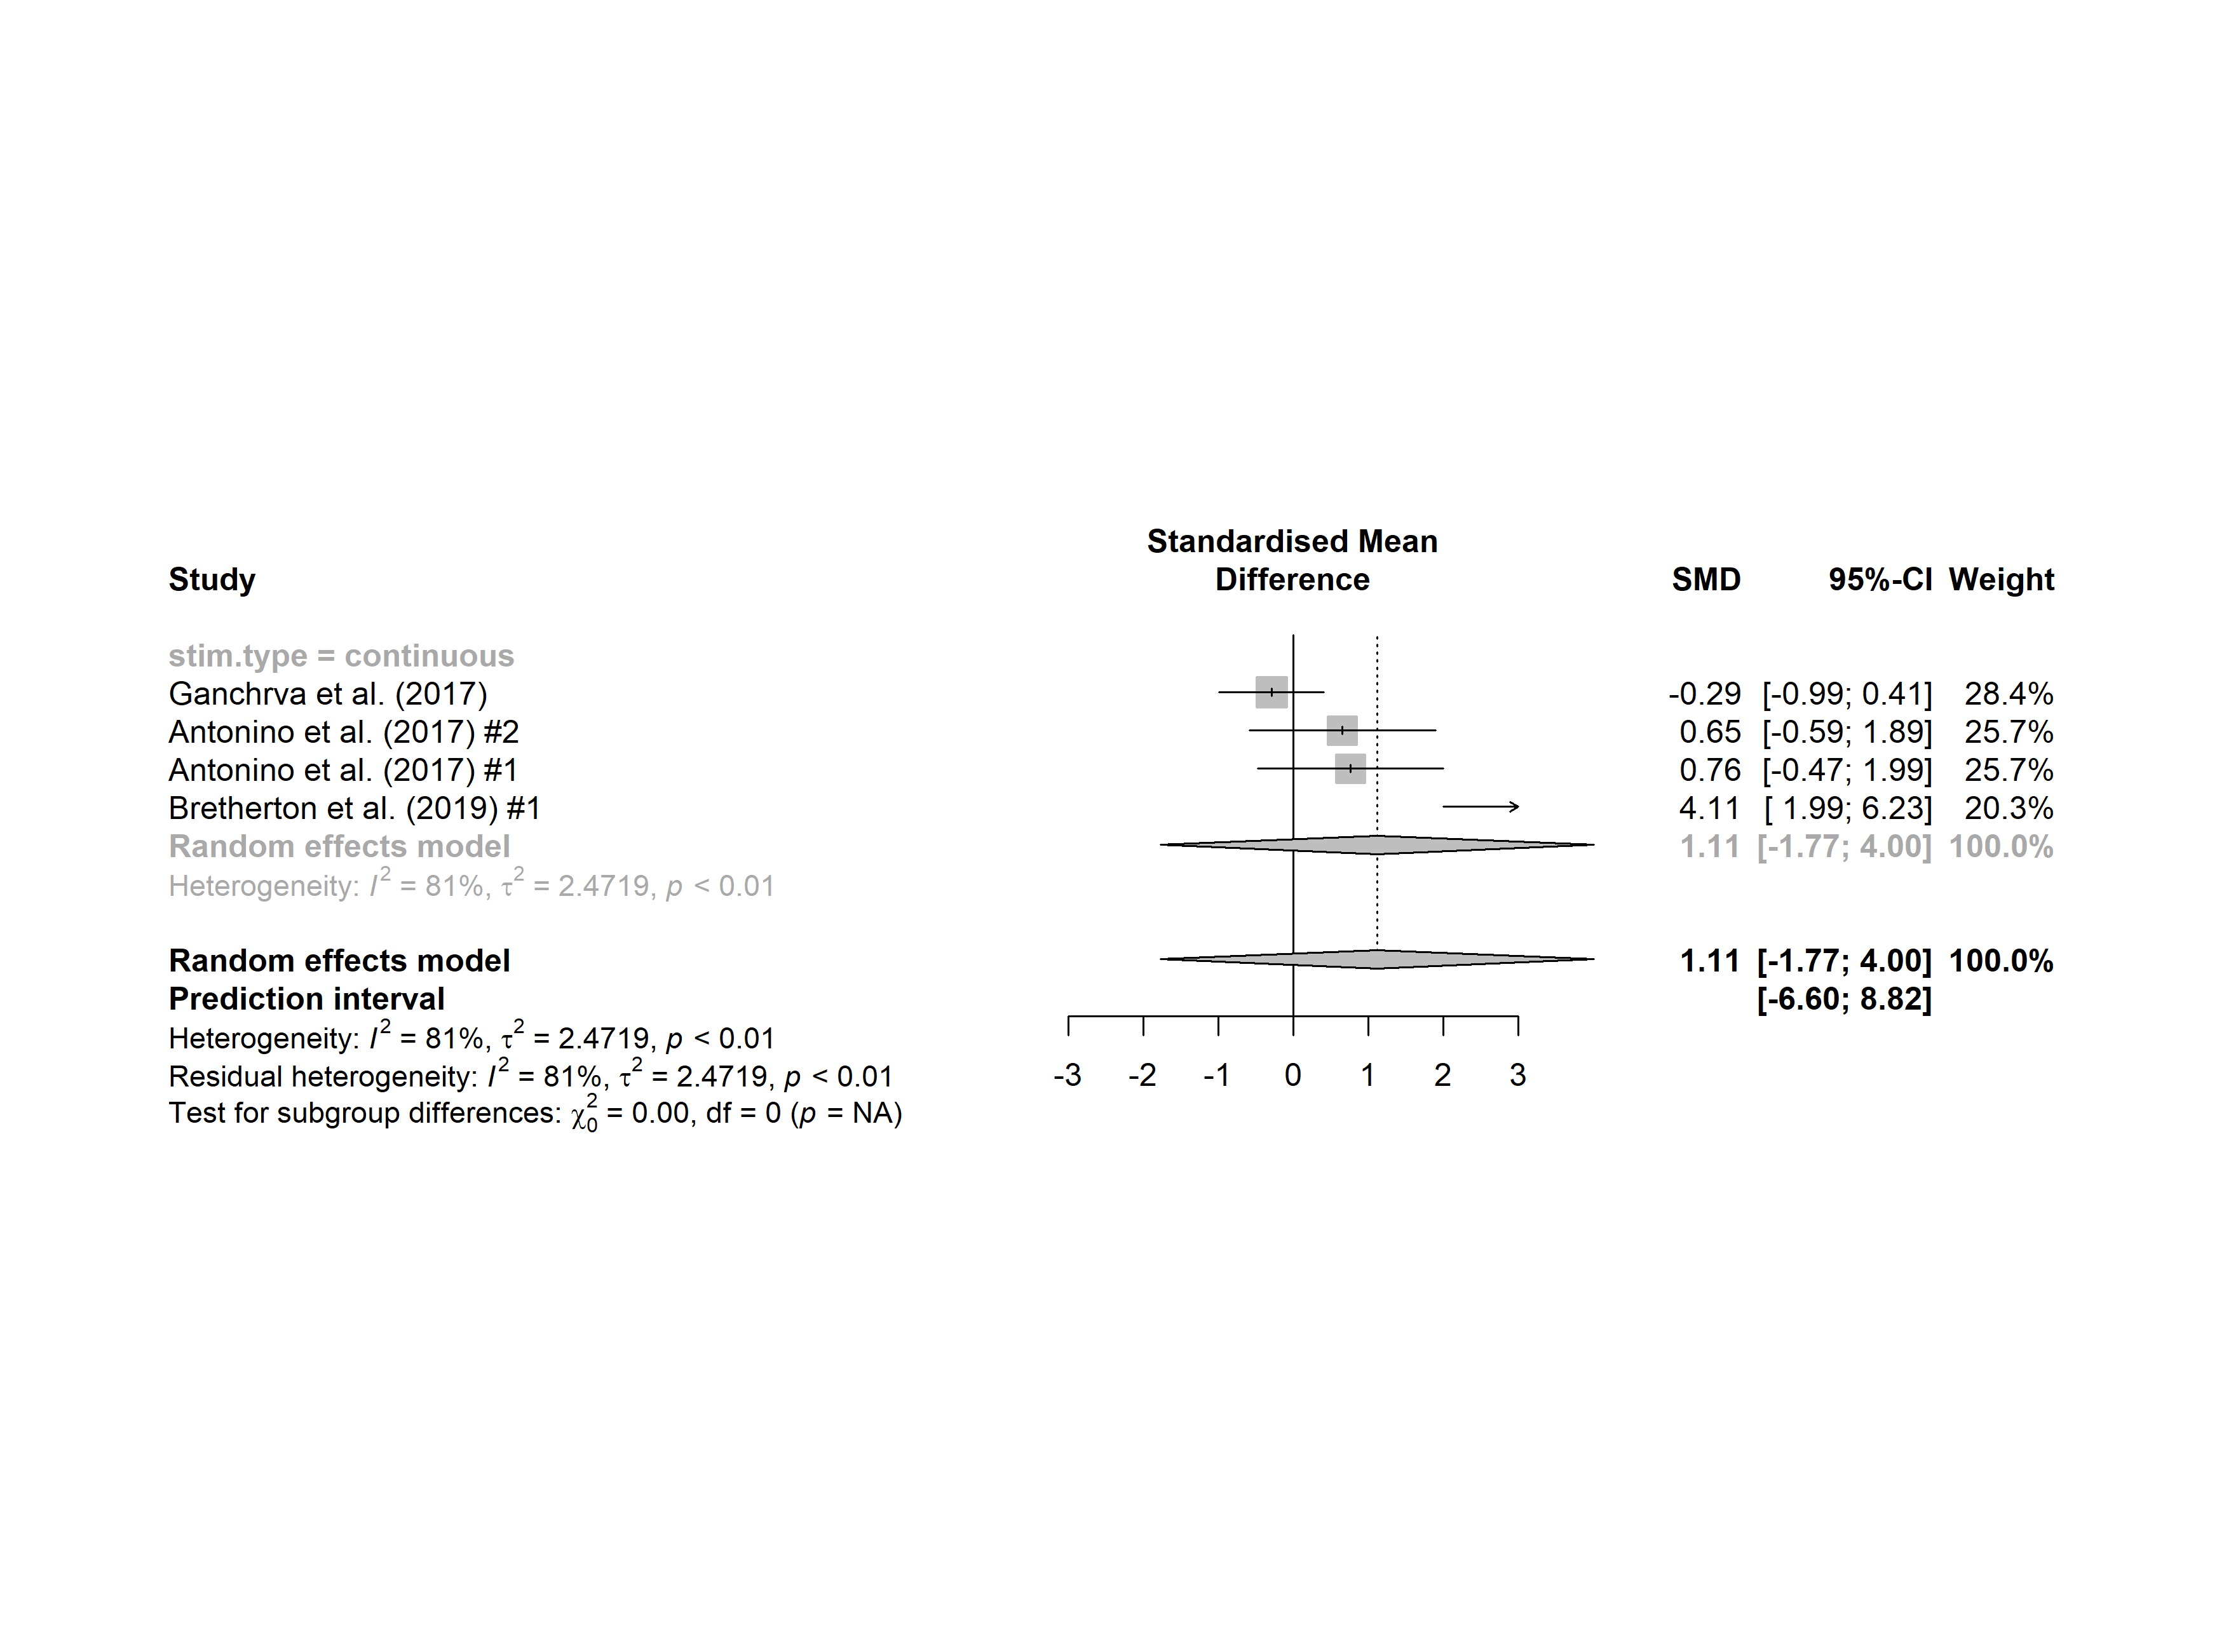 Standardised Mean
Study Difference SMD 95%-CI Weight
stim.type = continuous
Ganchrva et al. (2017) -0.29 [-0.99; 0.41] 28.4%
Antonino et al. (2017) #2 0.65 [-0.59; 1.89] 25.7%
Antonino et al. (2017) #1 0.76 [-0.47; 1.99] 25.7%
Bretherton et al. (2019) #1 4.11 [ 1.99; 6.23] 20.3%
Random effects model 1.11 [-1.77; 4.00] 100.0%
Heterogeneity: I² = 81%, τ² = 2.4719, p < 0.01
Random effects model 1.11 [-1.77; 4.00] 100.0%
Prediction interval [-6.60; 8.82]
Heterogeneity: I² = 81%, τ² = 2.4719, p < 0.01
Residual heterogeneity: I² = 81%, τ² = 2.4719, p < 0.01
-3 -2 -1 0 1 2 3
Test for subgroup differences: χ²₀ = 0.00, df = 0 (p = NA)